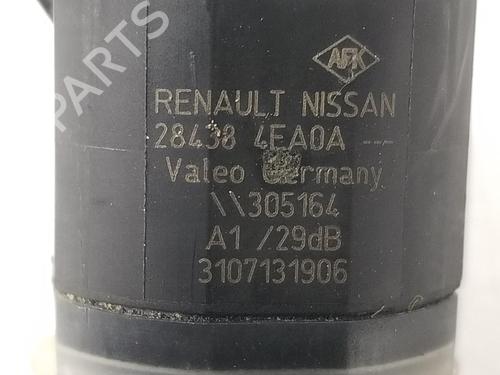 AFK
RENAULT NISSAN
28438 4EA0A ---
Valeo Germany
\\305164
A1 /29dB
3107131906
B-PARTS